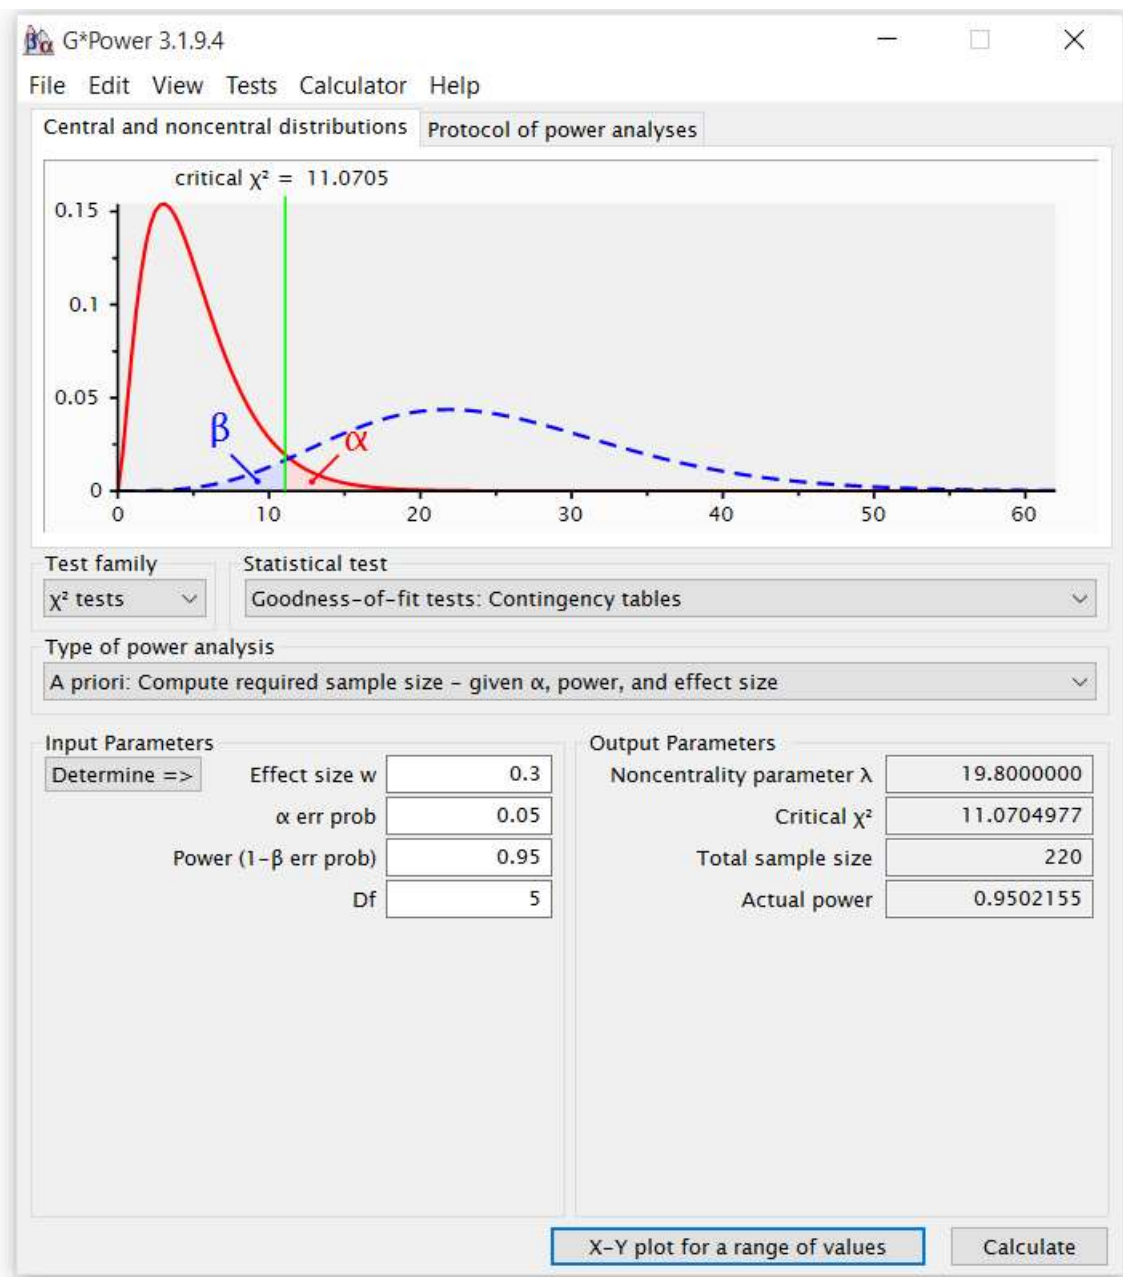 G*Power 3.1.9.4
File Edit View Tests Calculator Help
Central and noncentral distributions Protocol of power analyses
critical χ² = 11.0705
0.15
0.1
0.05
0
β
α
0 10 20 30 40 50 60
Test family Statistical test
χ² tests Goodness-of-fit tests: Contingency tables
Type of power analysis
A priori: Compute required sample size - given α, power, and effect size
Input Parameters Output Parameters
Determine => Effect size w 0.3 Noncentrality parameter λ 19.8000000
α err prob 0.05 Critical χ² 11.0704977
Power (1-β err prob) 0.95 Total sample size 220
Df 5 Actual power 0.9502155
X-Y plot for a range of values Calculate